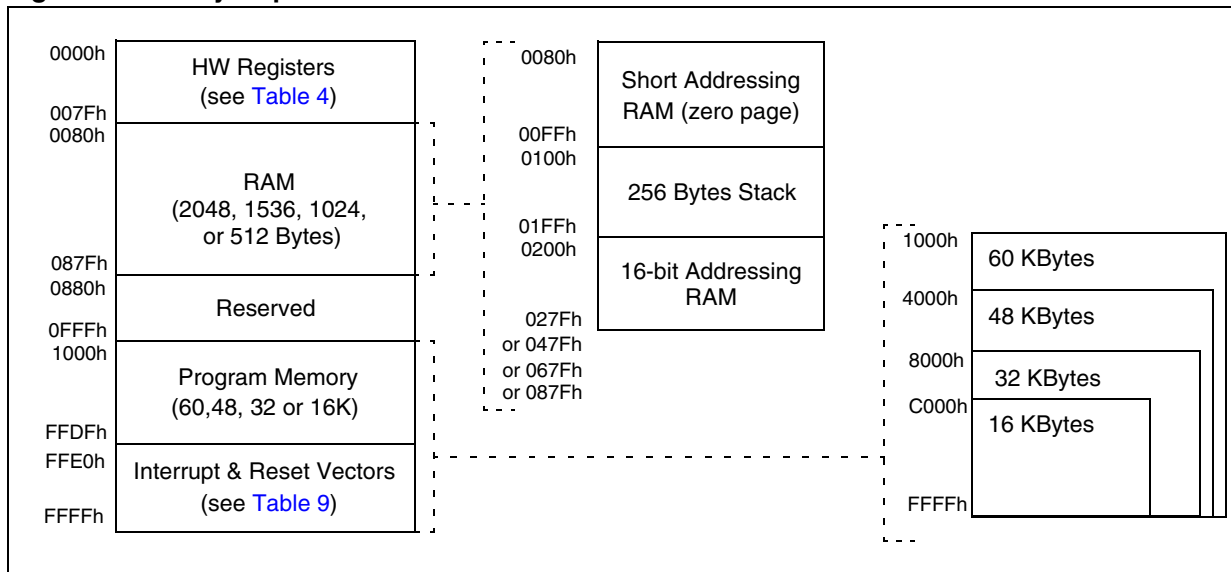 0000h
HW Registers
(see Table 4)
007Fh
0080h
RAM
(2048, 1536, 1024,
or 512 Bytes)
087Fh
0880h
Reserved
0FFFh
1000h
Program Memory
(60,48, 32 or 16K)
FFDFh
FFE0h
Interrupt & Reset Vectors
(see Table 9)
FFFFh
0080h
Short Addressing
RAM (zero page)
00FFh
0100h
256 Bytes Stack
01FFh
0200h
16-bit Addressing
RAM
027Fh
or 047Fh
or 067Fh
or 087Fh
1000h
60 KBytes
4000h
48 KBytes
8000h
32 KBytes
C000h
16 KBytes
FFFFh